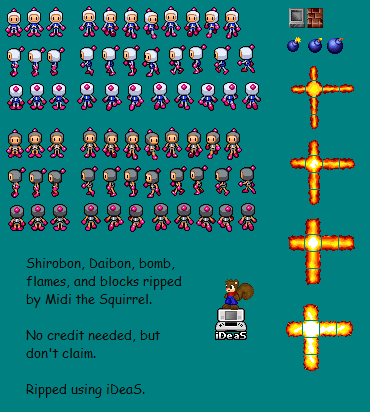 Shirobon, Daibon, bomb,
flames, and blocks ripped
by Midi the Squirrel.
No credit needed, but
don't claim.
Ripped using iDeaS.
iDeaS